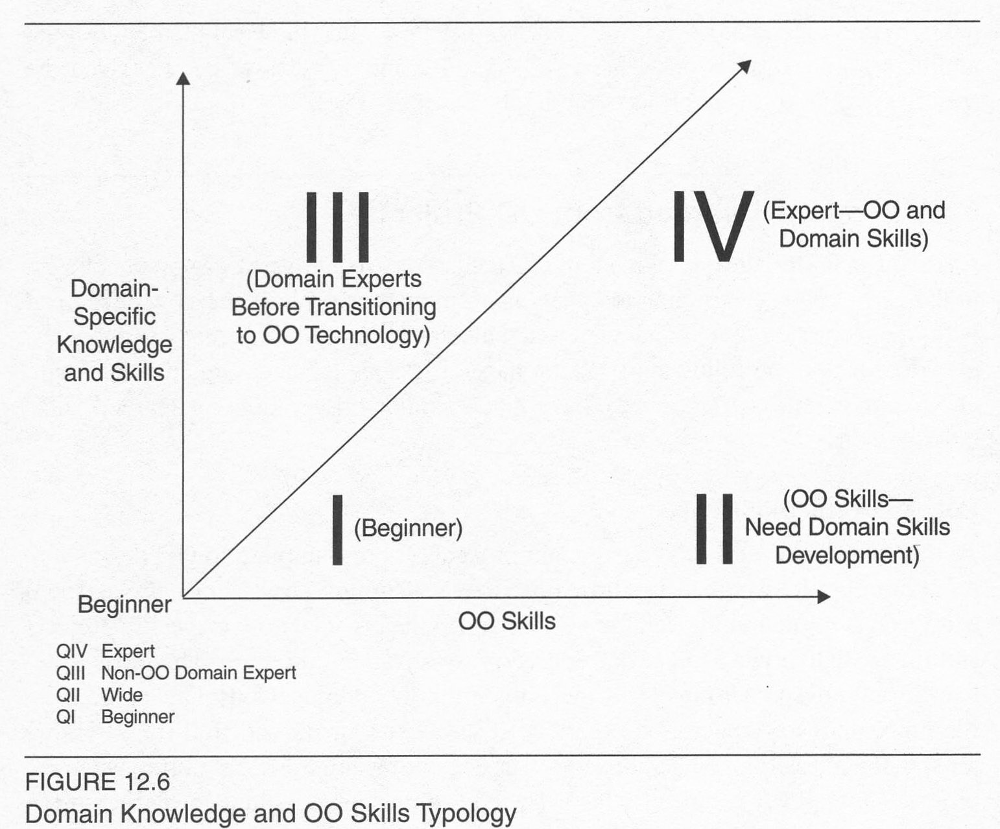 III
(Domain Experts
Before Transitioning
to OO Technology)
IV
(Expert—OO and
Domain Skills)
Domain-
Specific
Knowledge
and Skills
I
(Beginner)
II
(OO Skills—
Need Domain Skills
Development)
Beginner
OO Skills
QIV Expert
QIII Non-OO Domain Expert
QII Wide
QI Beginner
FIGURE 12.6
Domain Knowledge and OO Skills Typology